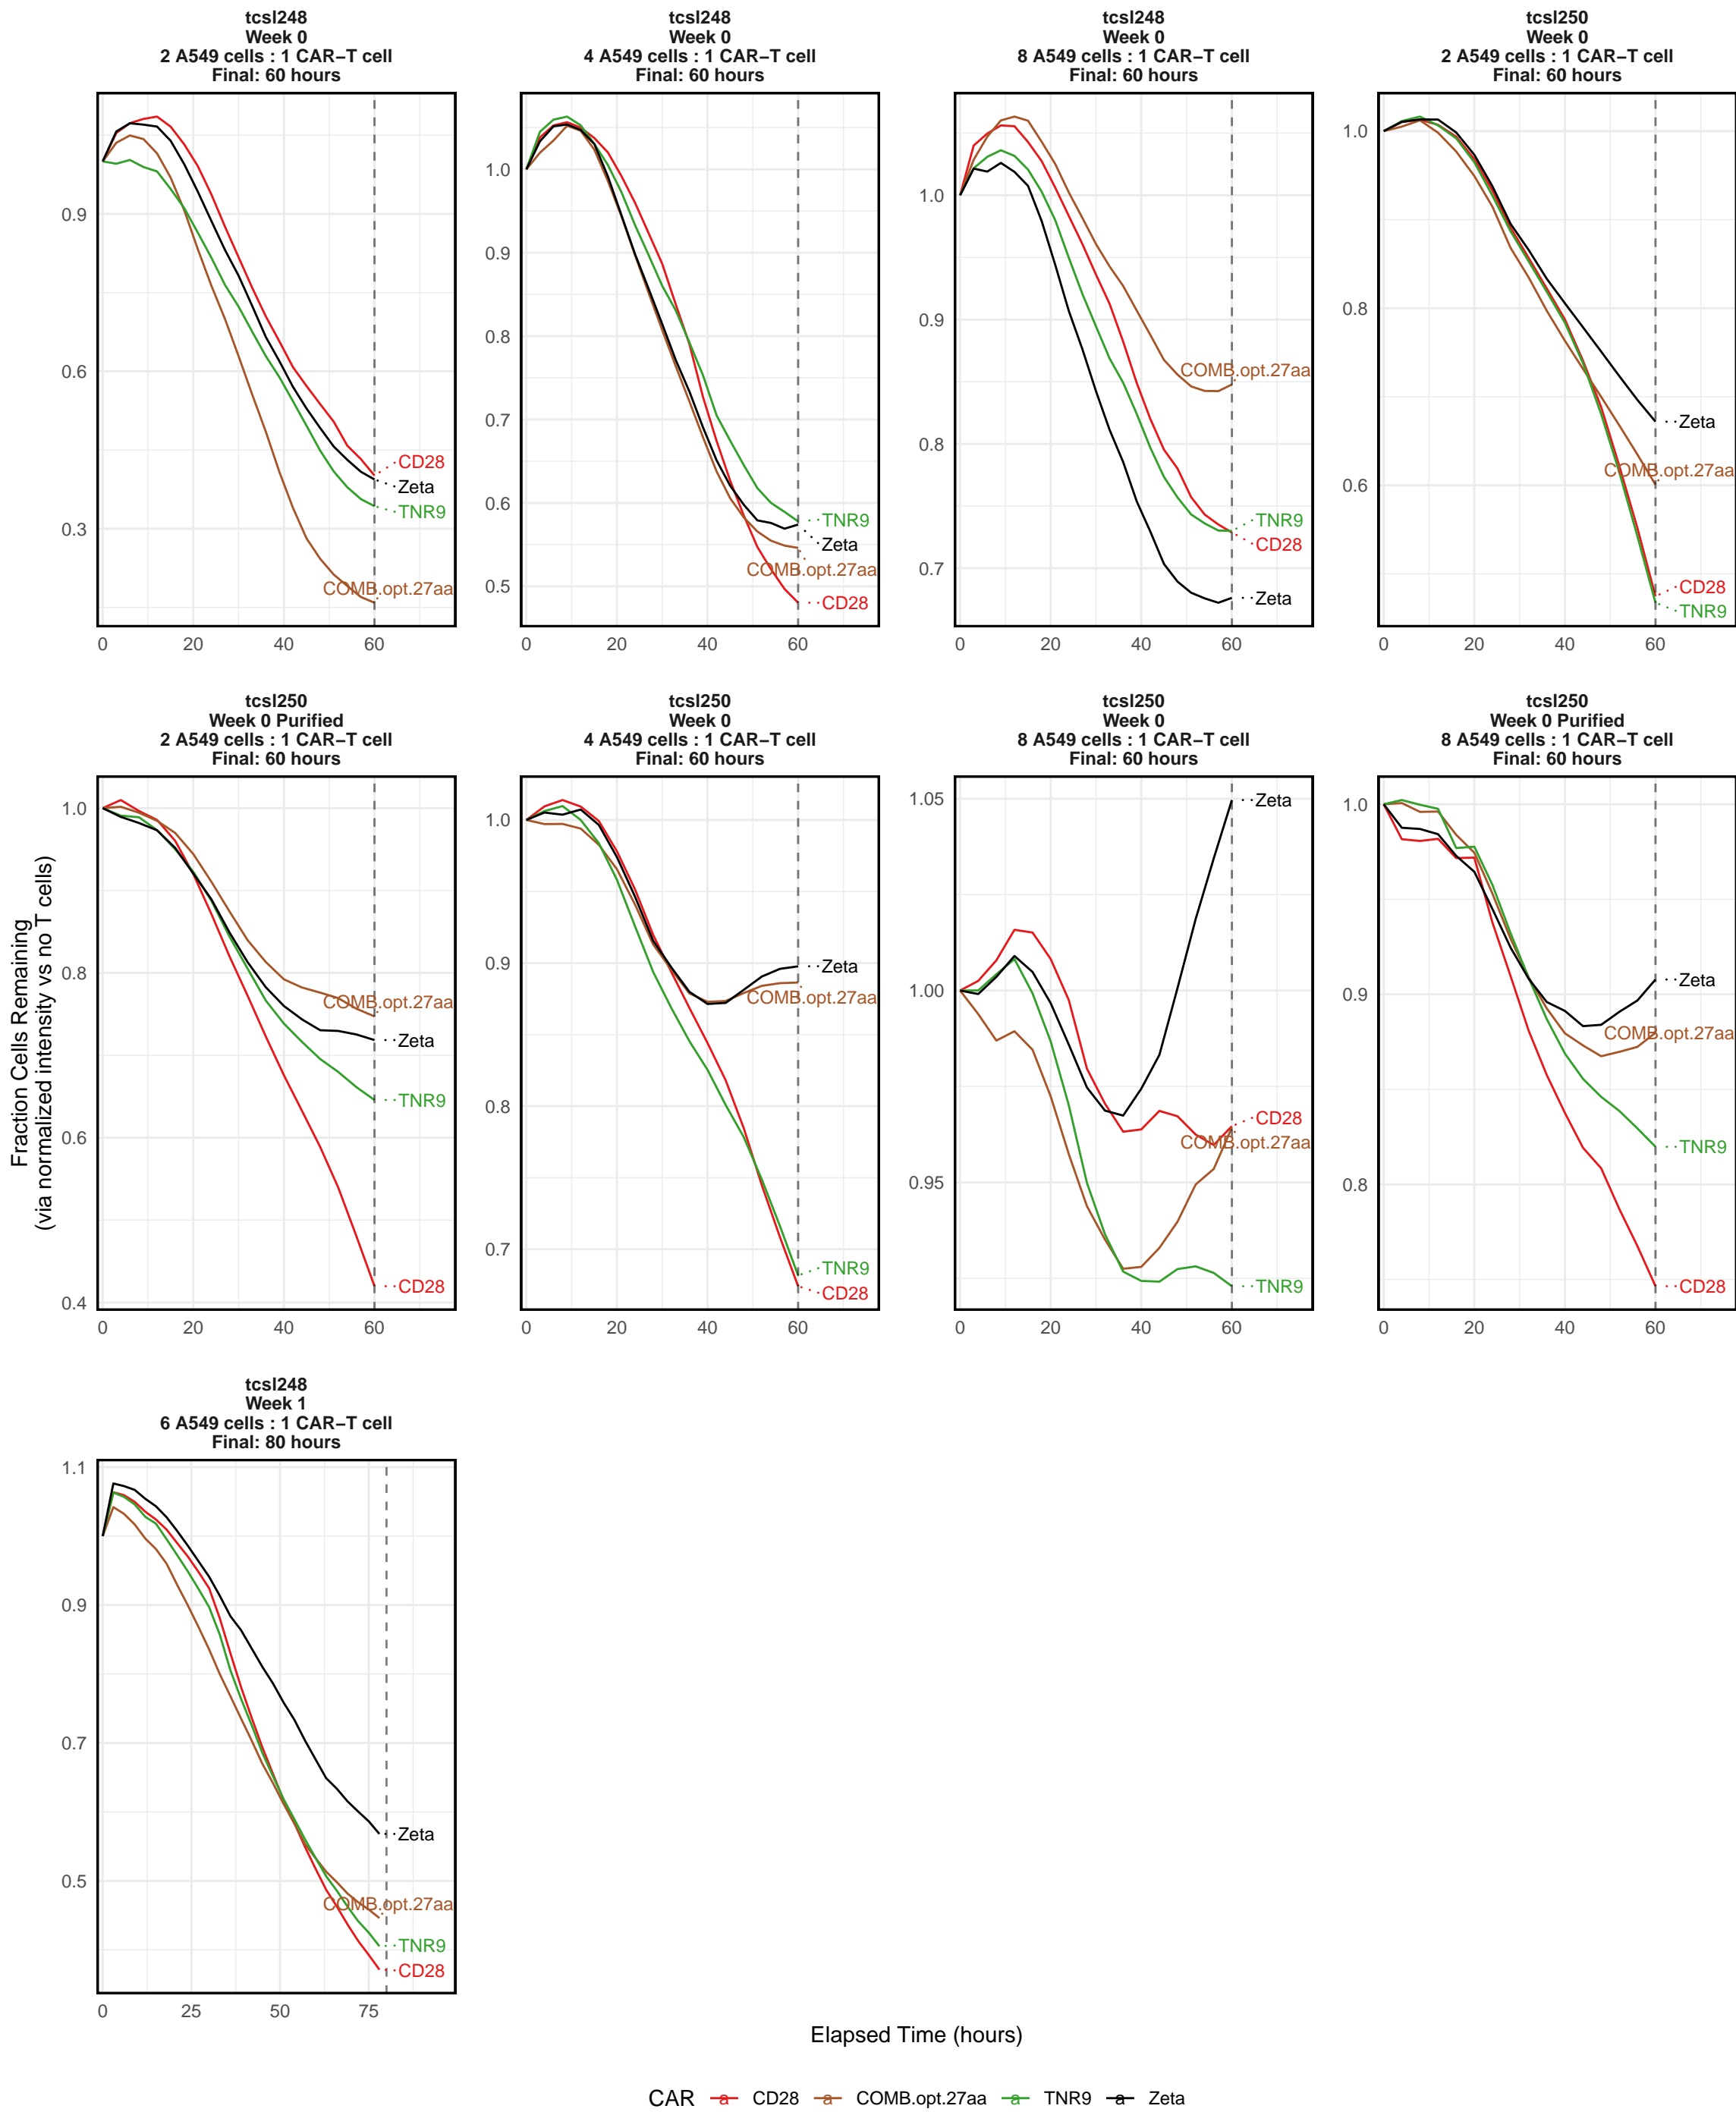 tcsl248
Week 0
2 A549 cells : 1 CAR−T cell
Final: 60 hours
tcsl248
Week 0
4 A549 cells : 1 CAR−T cell
Final: 60 hours
tcsl248
Week 0
8 A549 cells : 1 CAR−T cell
Final: 60 hours
tcsl250
Week 0
2 A549 cells : 1 CAR−T cell
Final: 60 hours
0.9
0.6
0.3
CD28
Zeta
TNR9
COMB.opt.27aa
0 20 40 60
1.0
0.9
0.8
0.7
0.6
0.5
TNR9
Zeta
COMB.opt.27aa
CD28
0 20 40 60
1.0
0.9
0.8
0.7
COMB.opt.27aa
TNR9
CD28
Zeta
0 20 40 60
1.0
0.8
0.6
Zeta
COMB.opt.27aa
CD28
TNR9
0 20 40 60
tcsl250
Week 0 Purified
2 A549 cells : 1 CAR−T cell
Final: 60 hours
tcsl250
Week 0
4 A549 cells : 1 CAR−T cell
Final: 60 hours
tcsl250
Week 0
8 A549 cells : 1 CAR−T cell
Final: 60 hours
tcsl250
Week 0 Purified
8 A549 cells : 1 CAR−T cell
Final: 60 hours
Fraction Cells Remaining
(via normalized intensity vs no T cells)
1.0
0.8
0.6
0.4
COMB.opt.27aa
Zeta
TNR9
CD28
0 20 40 60
1.0
0.9
0.8
0.7
Zeta
COMB.opt.27aa
TNR9
CD28
0 20 40 60
1.05
1.00
0.95
Zeta
CD28
COMB.opt.27aa
TNR9
0 20 40 60
1.0
0.9
0.8
Zeta
COMB.opt.27aa
TNR9
CD28
0 20 40 60
tcsl248
Week 1
6 A549 cells : 1 CAR−T cell
Final: 80 hours
1.1
0.9
0.7
0.5
Zeta
COMB.opt.27aa
TNR9
CD28
0 25 50 75
Elapsed Time (hours)
CAR a CD28 a COMB.opt.27aa a TNR9 a Zeta